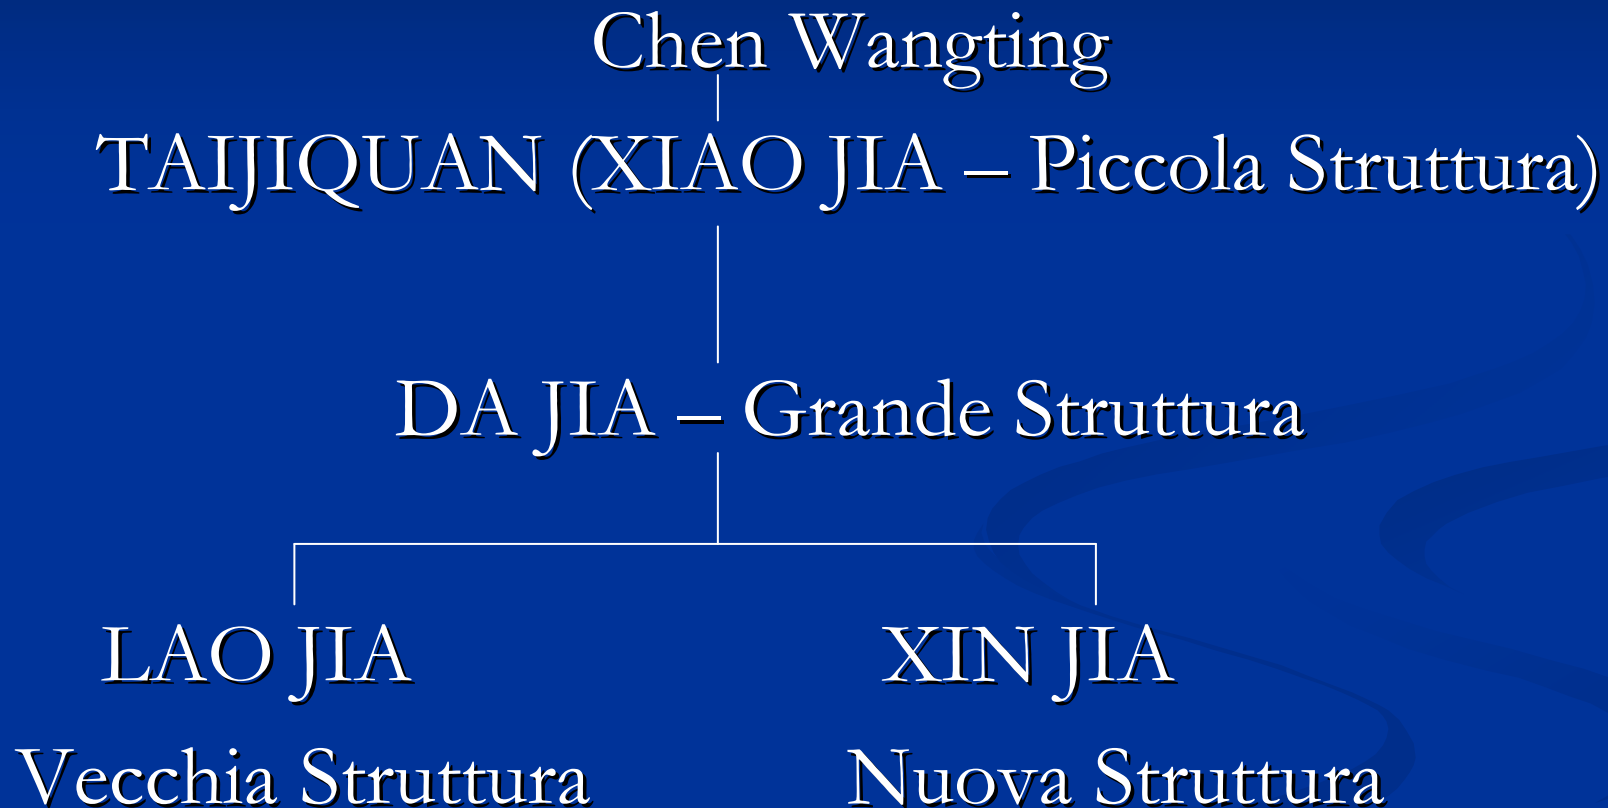 Chen Wangting
TAIJIQUAN (XIAO JIA – Piccola Struttura)
DA JIA – Grande Struttura
LAO JIA
XIN JIA
Vecchia Struttura
Nuova Struttura